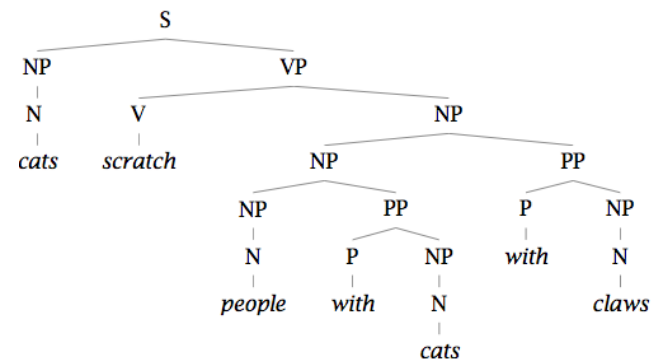 S
NP VP
N V NP
cats scratch NP PP
NP PP P NP
N P NP with N
people with N claws
cats